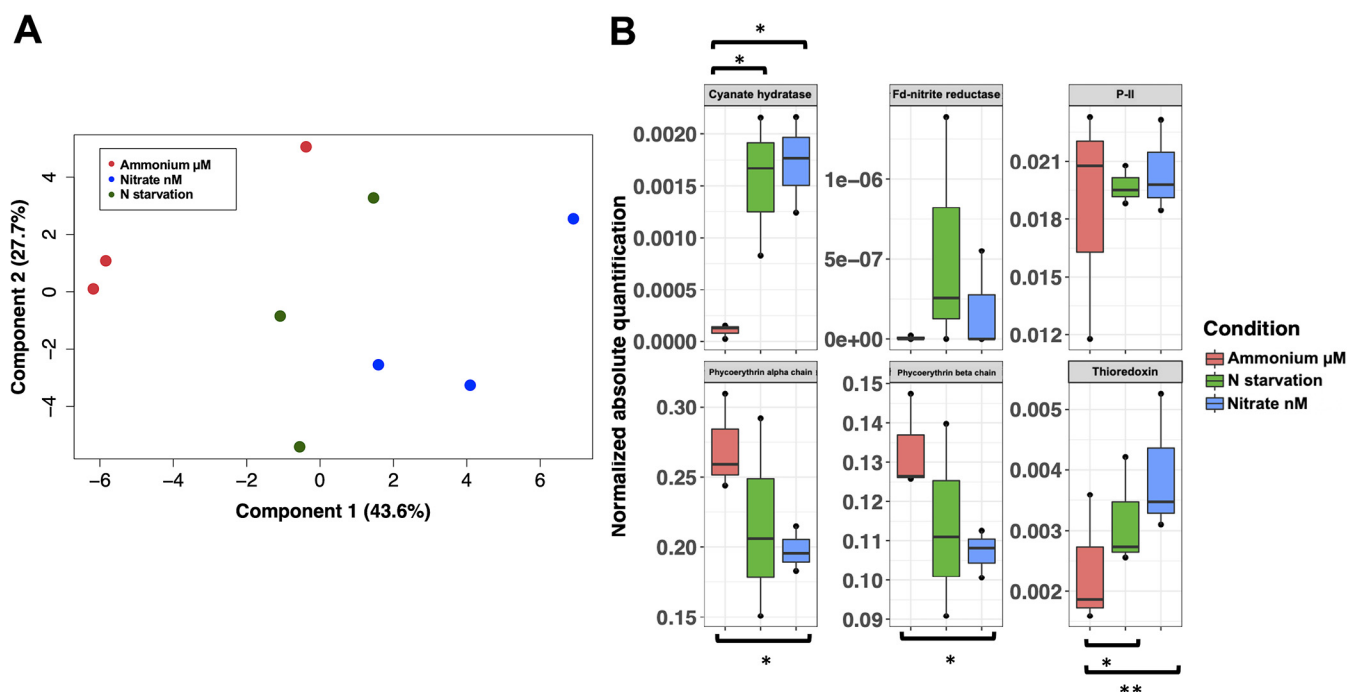 A
Component 2 (27.7%)
4
2
0
−2
−4
Ammonium µM
Nitrate nM
N starvation
−6
−4
−2
0
2
4
6
Component 1 (43.6%)
B
*
*
Normalized absolute quantification
Cyanate hydratase
0.0020
0.0015
0.0010
0.0005
0.0000
Fd-nitrite reductase
1e−06
5e−07
0e+00
P-II
0.021
0.018
0.015
0.012
Phycoerythrin alpha chain
0.30
0.25
0.20
0.15
*
Phycoerythrin beta chain
0.15
0.14
0.13
0.12
0.11
0.10
0.09
*
Thioredoxin
0.005
0.004
0.003
0.002
*
**
Condition
Ammonium µM
N starvation
Nitrate nM